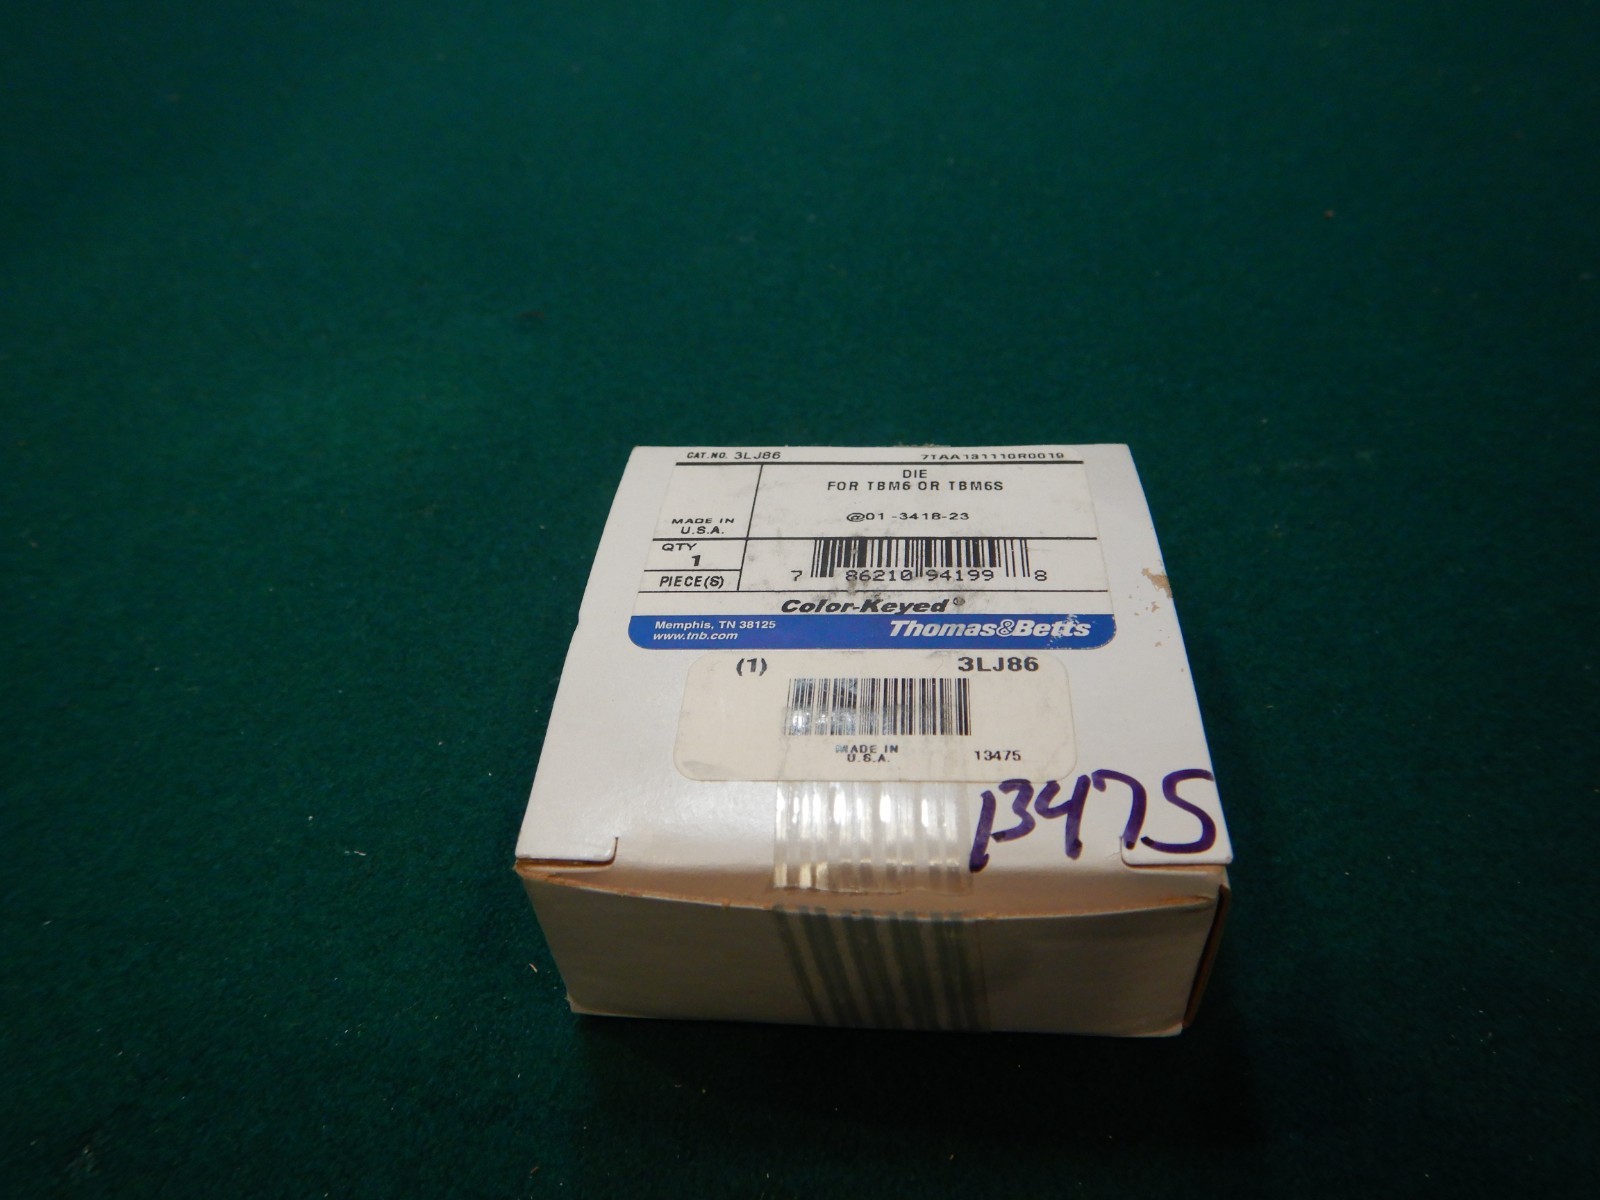 CAT.NO. 3LJ86 7TAA131110R0019
DIE
FOR TBM6 OR TBM6S
@01-3418-23
MADE IN
U.S.A.
QTY
1
PIECE(S)
7 86210 94199 8
Color-Keyed®
Memphis, TN 38125
www.tnb.com
Thomas&Betts
(1) 3LJ86
MADE IN
U.S.A.
13475
13475